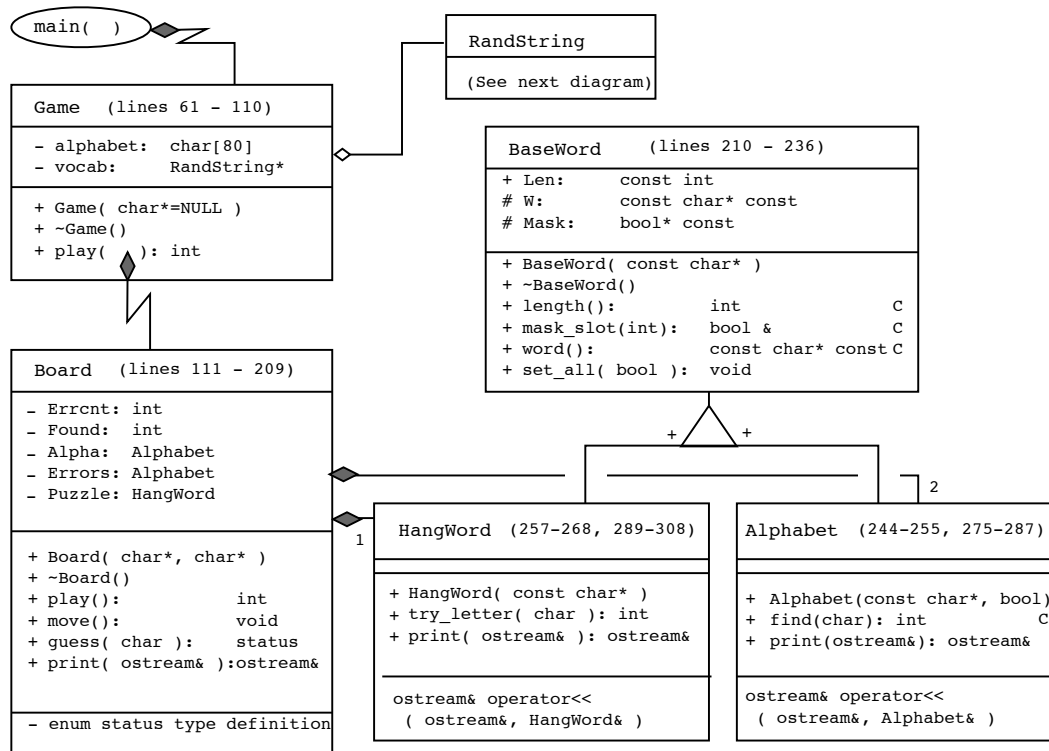 main(  )
RandString
(See next diagram)
Game (lines 61 – 110)
– alphabet: char[80]
– vocab: RandString*
+ Game( char*=NULL )
+ ~Game()
+ play( ): int
BaseWord (lines 210 – 236)
+ Len: const int
# W: const char* const
# Mask: bool* const
+ BaseWord( const char* )
+ ~BaseWord()
+ length(): int C
+ mask_slot(int): bool & C
+ word(): const char* const C
+ set_all( bool ): void
+ +
Board (lines 111 – 209)
– Errcnt: int
– Found: int
– Alpha: Alphabet
– Errors: Alphabet
– Puzzle: HangWord
+ Board( char*, char* )
+ ~Board()
+ play(): int
+ move(): void
+ guess( char ): status
+ print( ostream& ):ostream&
– enum status type definition
1
2
HangWord (257–268, 289–308)
+ HangWord( const char* )
+ try_letter( char ): int
+ print( ostream& ): ostream&
ostream& operator<<
( ostream&, HangWord& )
Alphabet (244–255, 275–287)
+ Alphabet(const char*, bool)
+ find(char): int C
+ print(ostream&): ostream&
ostream& operator<<
( ostream&, Alphabet& )